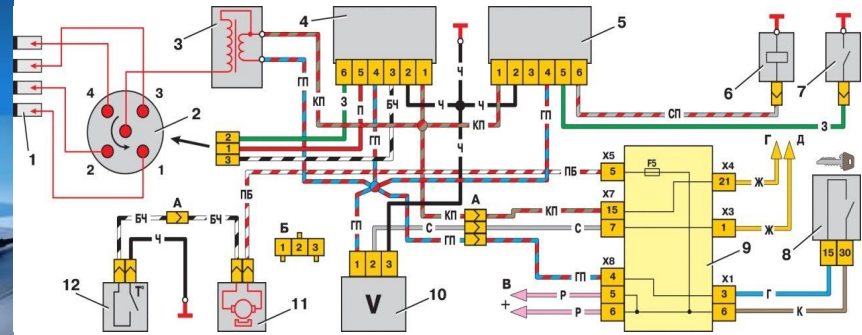 3
4
5
6
7
4
3
2
2
1
1
6 5 4 3 2 1
1 2 3 4 5 6
ГП
КП
З
П
ГП
БЧ
Ч
Ч
Ч
КП
ГП
СП
З
2
1
3
ПБ
ПБ
А
БЧ
БЧ
Ч
Б
1 2 3
T°
12
11
ГП
КП
С
ГП
А
Ч
1 2 3
V
10
КП
С
ГП
В
+
Р
Р
X5
5
F5
X7
15
7
X8
4
5
6
X4
21
X3
1
X1
3
6
9
Г
Д
Ж
Ж
Г
К
15 30
8